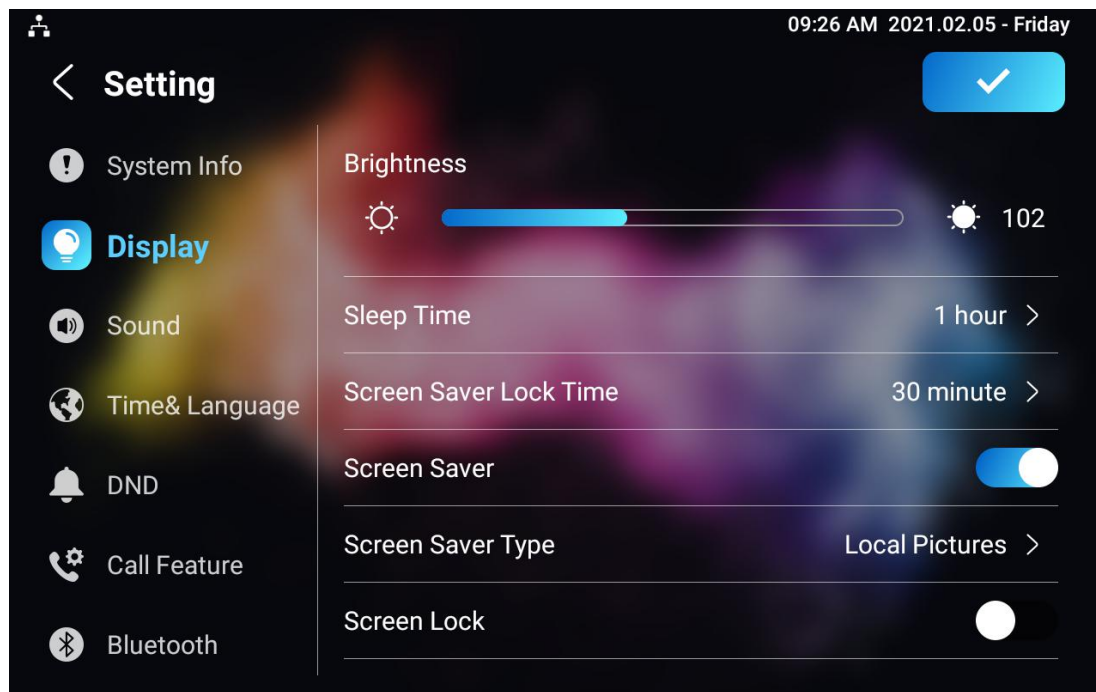 09:26 AM 2021.02.05 - Friday
Setting
System Info
Display
Sound
Time& Language
DND
Call Feature
Bluetooth
Brightness
102
Sleep Time 1 hour
Screen Saver Lock Time 30 minute
Screen Saver
Screen Saver Type Local Pictures
Screen Lock